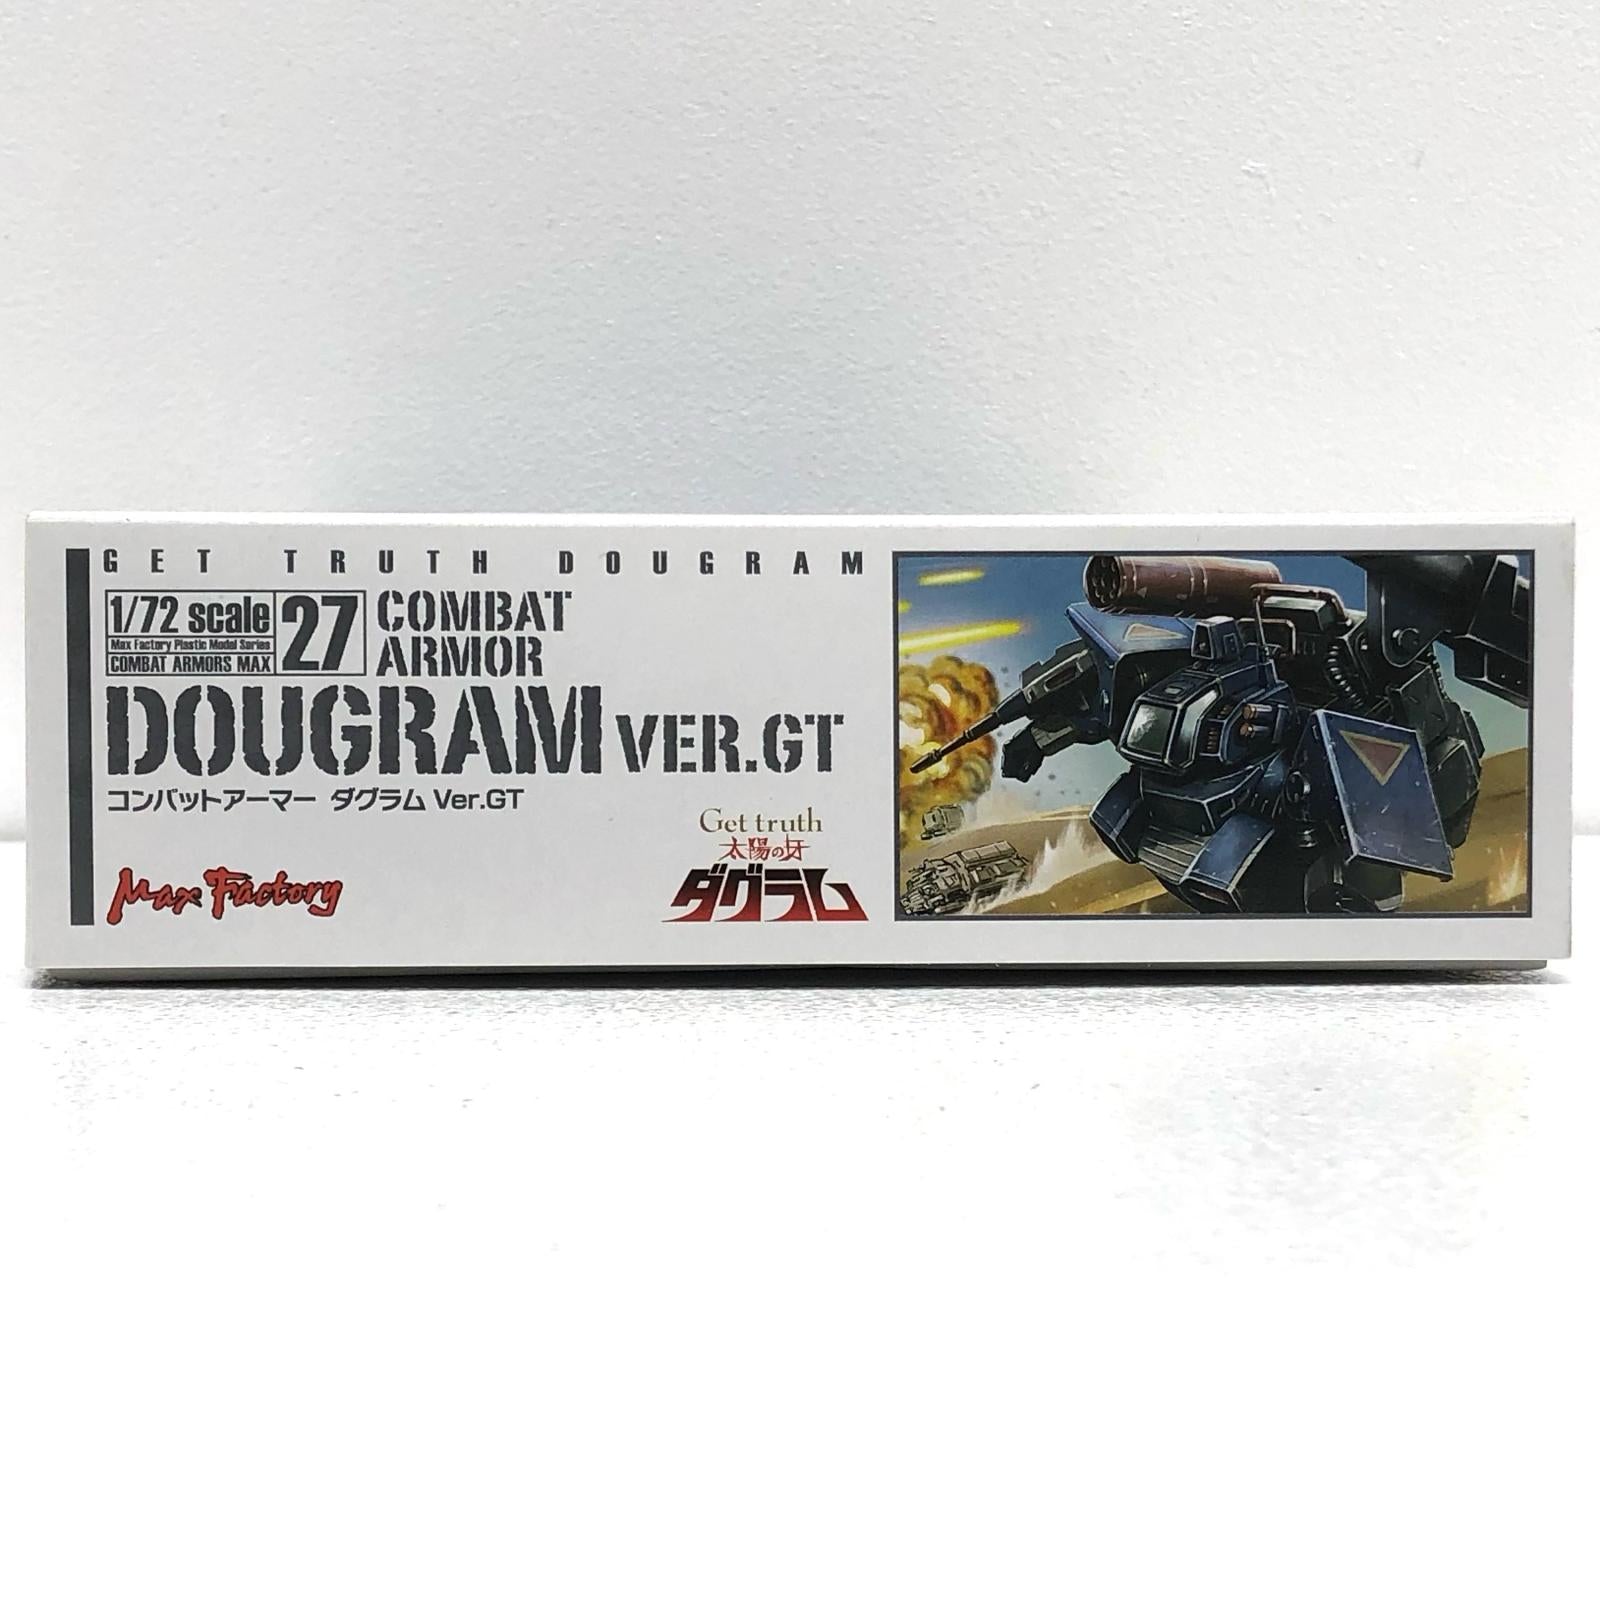 GET TRUTH DOUGRAM
1/72 scale
Max Factory Plastic Model Series
COMBAT ARMORS MAX
27
COMBAT
ARMOR
DOUGRAM VER.GT
コンバットアーマー ダグラム Ver.GT
Max Factory
Get truth
太陽の牙
ダグラム